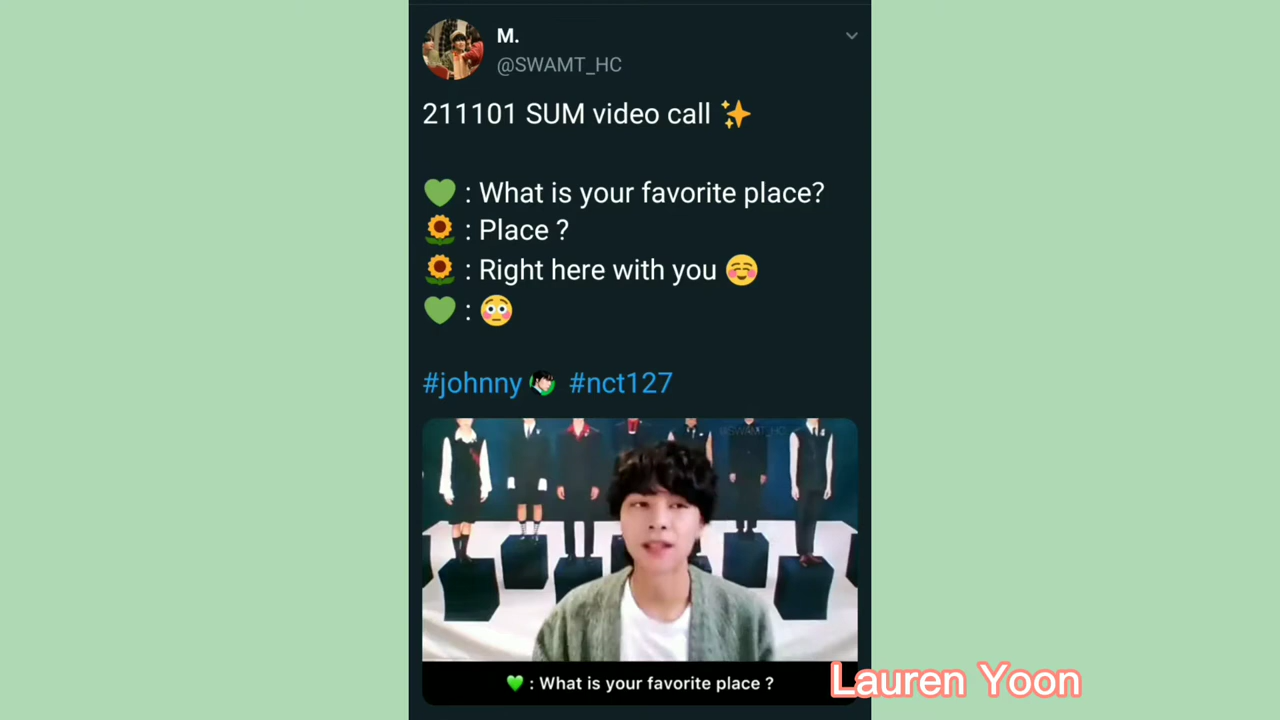 M.
@SWAMT_HC
211101 SUM video call ✨
💚 : What is your favorite place?
🌻 : Place ?
🌻 : Right here with you ☺️
💚 : 😳
#johnny #nct127
@SWAMT_HC
💚 : What is your favorite place ?
Lauren Yoon